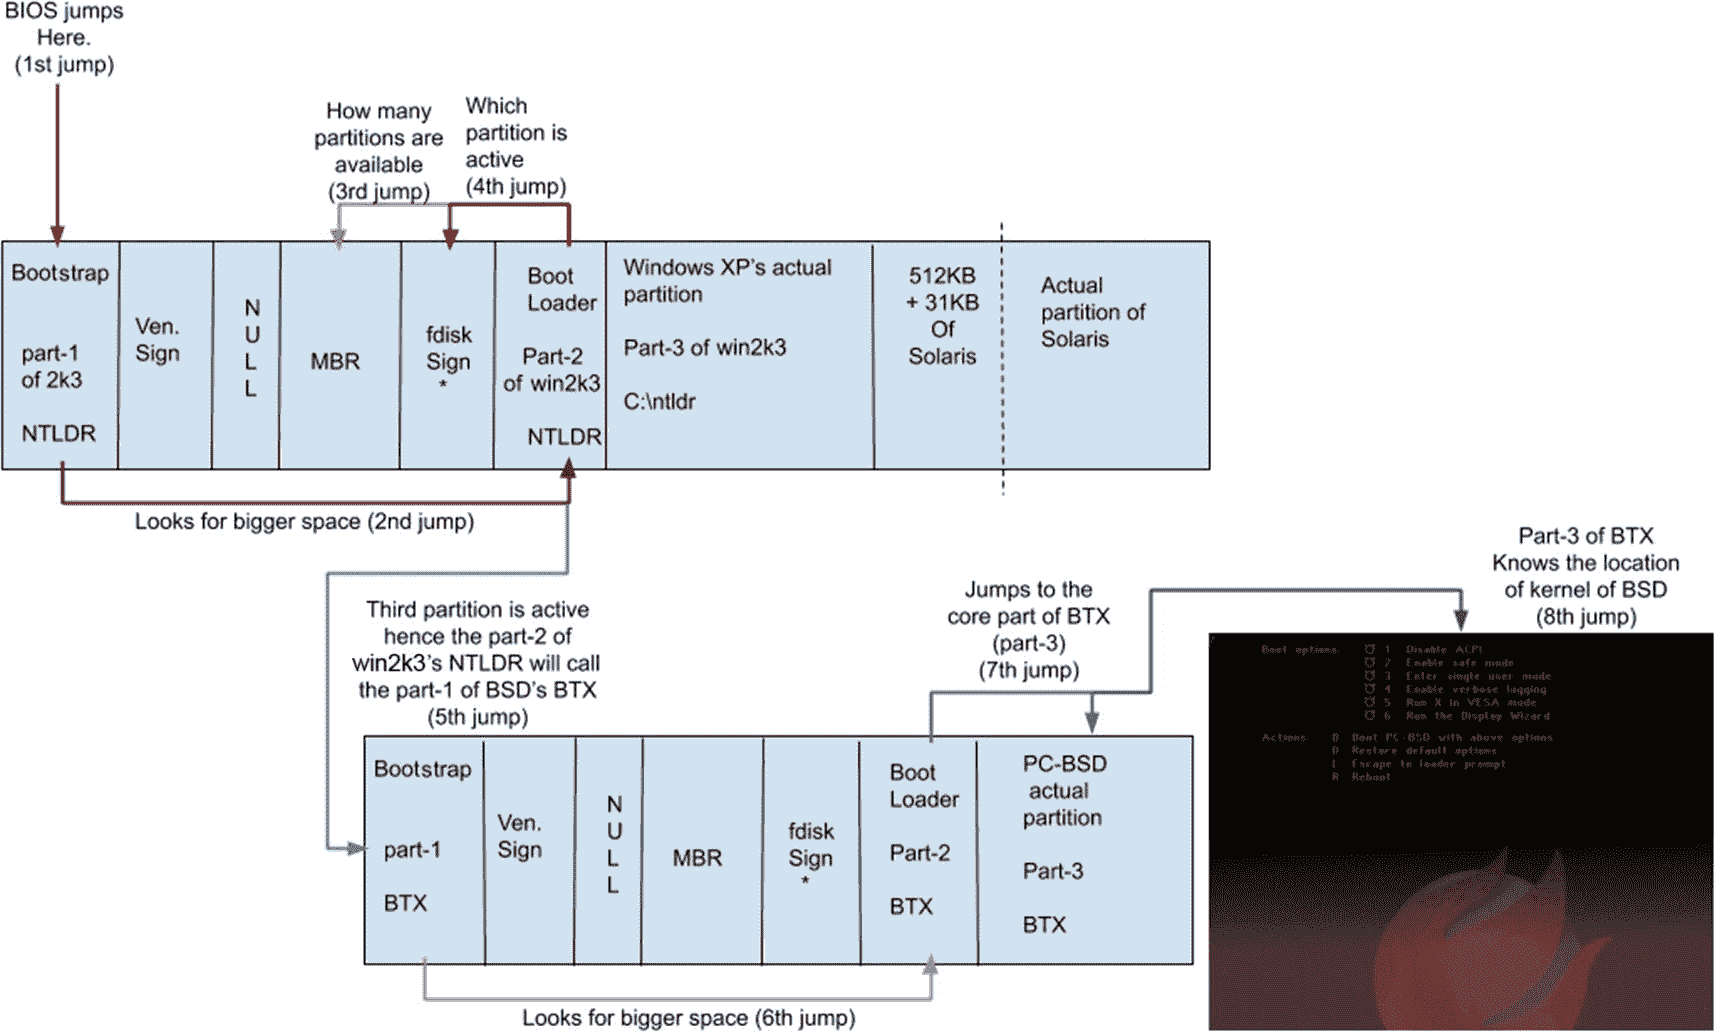 BIOS jumps
Here.
(1st jump)
How many
partitions are
available
(3rd jump)
Which
partition is
active
(4th jump)
Bootstrap
part-1
of 2k3
NTLDR
Ven.
Sign
N
U
L
L
MBR
fdisk
Sign
*
Boot
Loader
Part-2
of win2k3
NTLDR
Windows XP's actual
partition
Part-3 of win2k3
C:\ntldr
512KB
+ 31KB
Of
Solaris
Actual
partition of
Solaris
Looks for bigger space (2nd jump)
Third partition is active
hence the part-2 of
win2k3's NTLDR will call
the part-1 of BSD's BTX
(5th jump)
Jumps to the
core part of BTX
(part-3)
(7th jump)
Part-3 of BTX
Knows the location
of kernel of BSD
(8th jump)
Bootstrap
part-1
BTX
Ven.
Sign
N
U
L
L
MBR
fdisk
Sign
*
Boot
Loader
Part-2
BTX
PC-BSD
actual
partition
Part-3
BTX
Looks for bigger space (6th jump)
Boot options
1 Disable ACPI
2 Enable safe mode
3 Enter single user mode
4 Enable verbose logging
5 Run X in VESA mode
6 Run the Display Wizard
Actions
Boot PC-BSD with above options
Restore default options
Escape to loader prompt
R Reboot